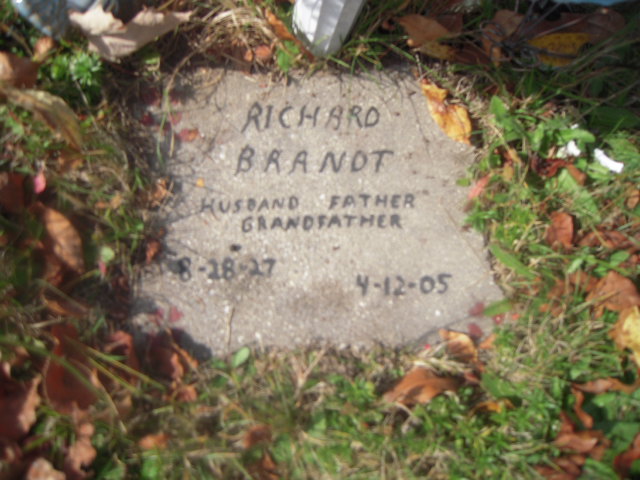 RICHARD
BRANDT
HUSBAND FATHER
GRANDFATHER
8-28-27 4-12-05